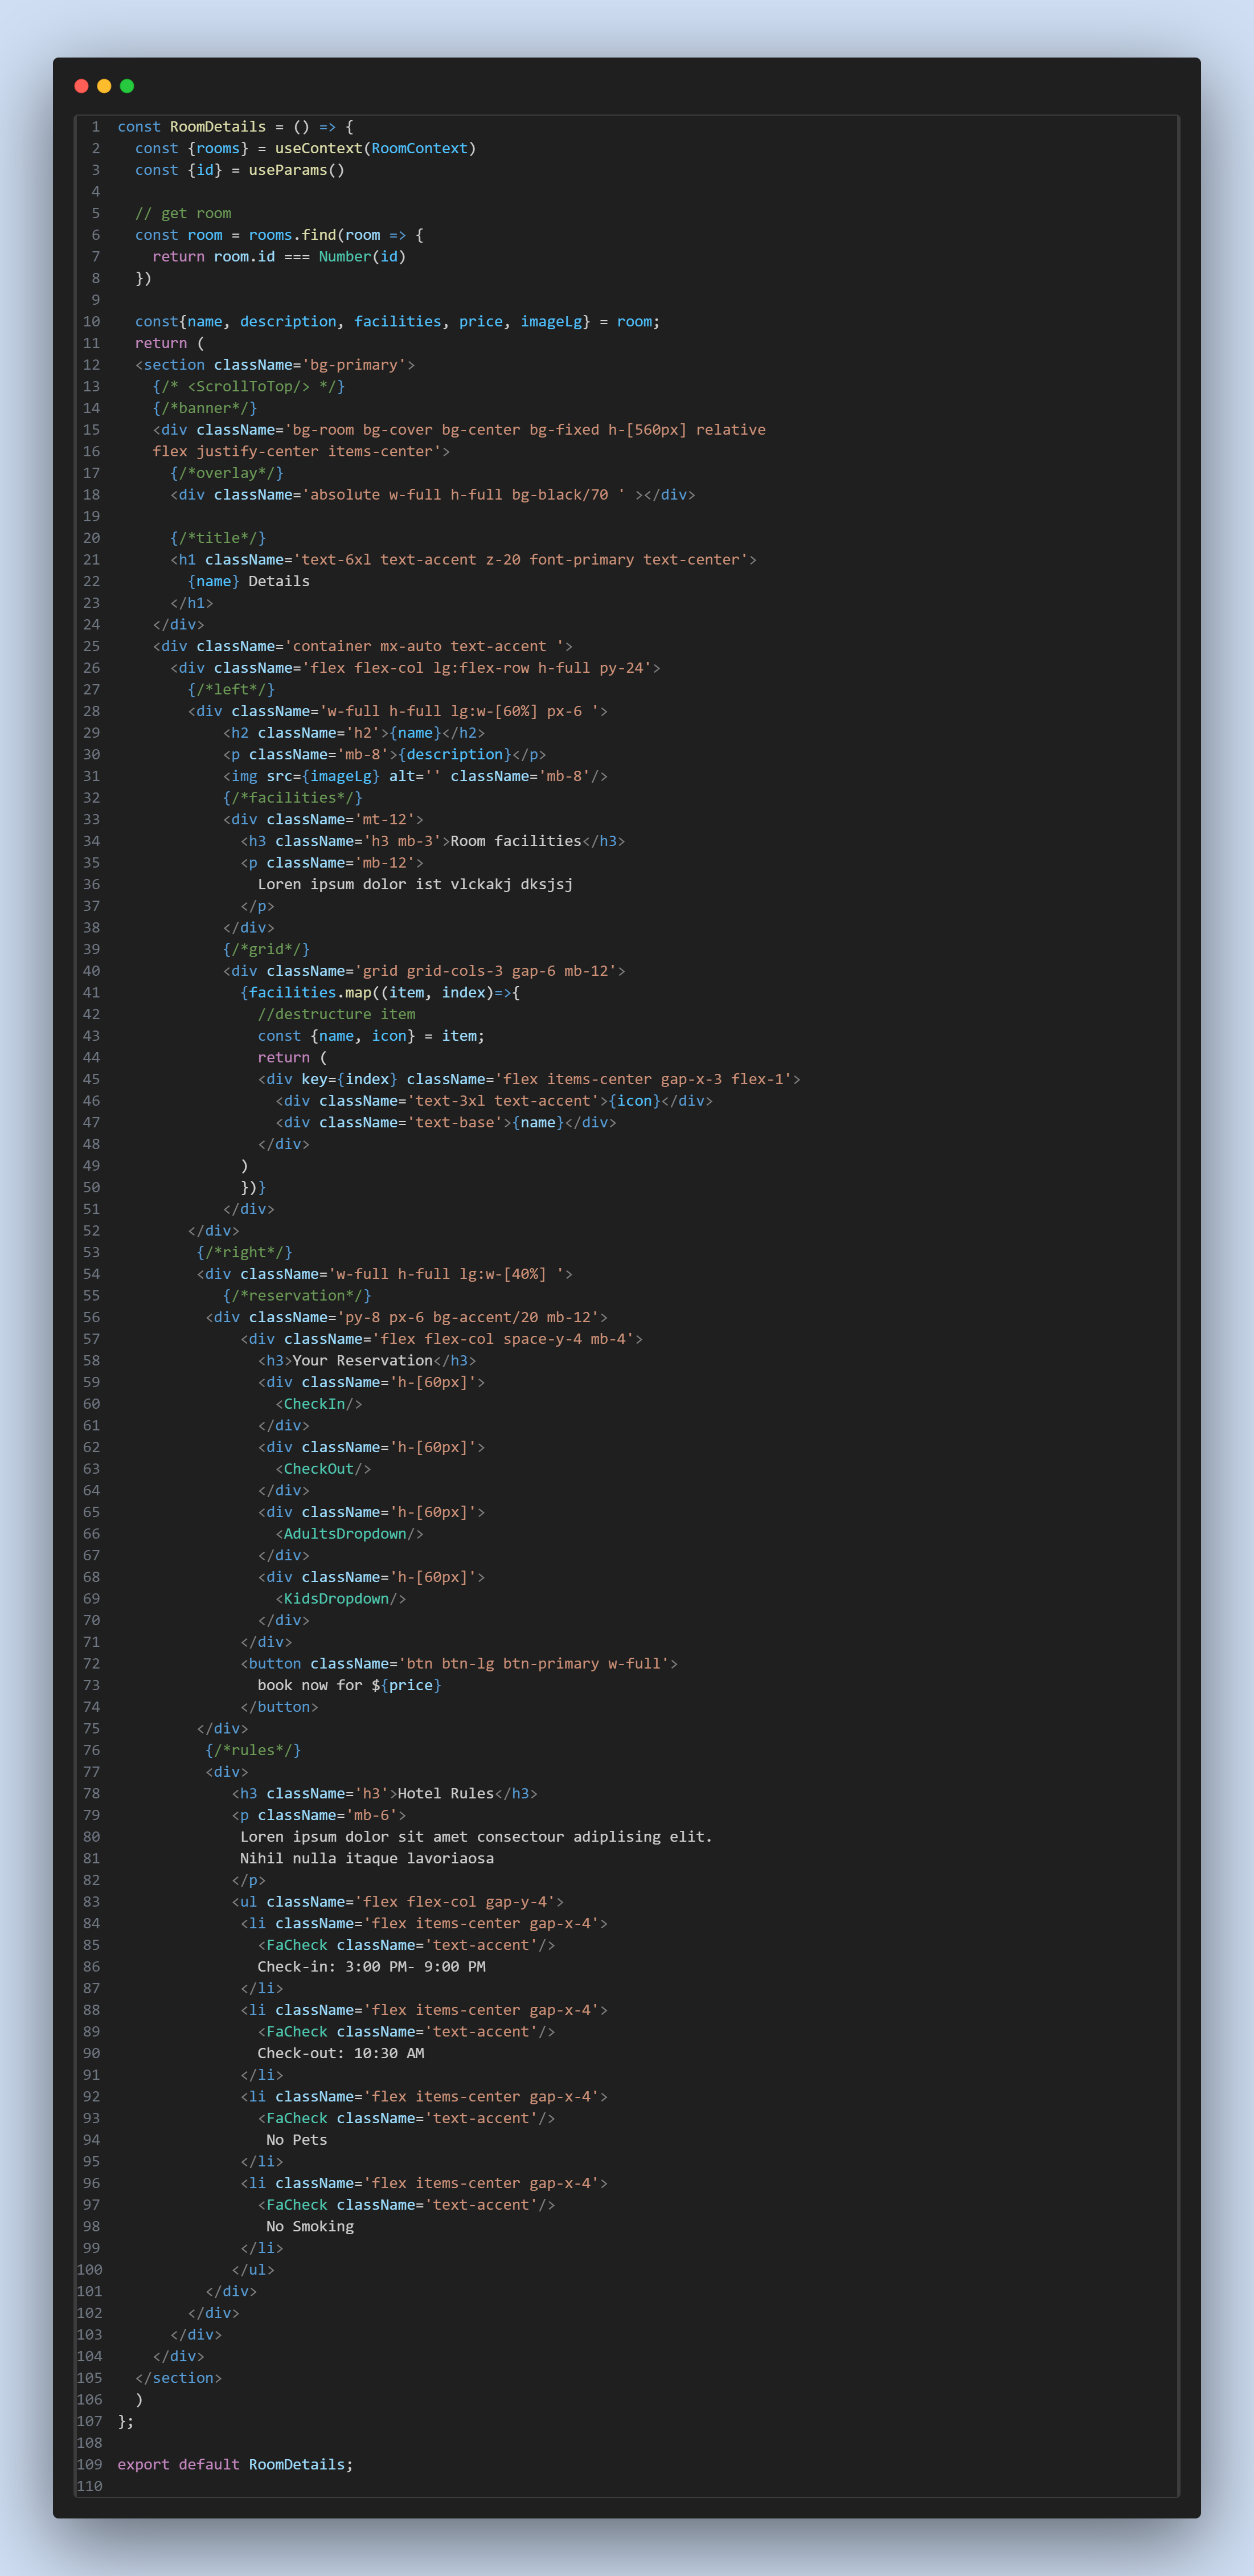 1 const RoomDetails = () => {
2   const {rooms} = useContext(RoomContext)
3   const {id} = useParams()
4
5   // get room
6   const room = rooms.find(room => {
7     return room.id === Number(id)
8   })
9
10   const{name, description, facilities, price, imageLg} = room;
11   return (
12   <section className='bg-primary'>
13     {/* <ScrollToTop/> */}
14     {/*banner*/}
15     <div className='bg-room bg-cover bg-center bg-fixed h-[560px] relative
16     flex justify-center items-center'>
17       {/*overlay*/}
18       <div className='absolute w-full h-full bg-black/70 ' ></div>
19
20       {/*title*/}
21       <h1 className='text-6xl text-accent z-20 font-primary text-center'>
22         {name} Details
23       </h1>
24     </div>
25     <div className='container mx-auto text-accent '>
26       <div className='flex flex-col lg:flex-row h-full py-24'>
27         {/*left*/}
28         <div className='w-full h-full lg:w-[60%] px-6 '>
29             <h2 className='h2'>{name}</h2>
30             <p className='mb-8'>{description}</p>
31             <img src={imageLg} alt='' className='mb-8'/>
32             {/*facilities*/}
33             <div className='mt-12'>
34               <h3 className='h3 mb-3'>Room facilities</h3>
35               <p className='mb-12'>
36                 Loren ipsum dolor ist vlckakj dksjsj
37               </p>
38             </div>
39             {/*grid*/}
40             <div className='grid grid-cols-3 gap-6 mb-12'>
41               {facilities.map((item, index)=>{
42                 //destructure item
43                 const {name, icon} = item;
44                 return (
45                 <div key={index} className='flex items-center gap-x-3 flex-1'>
46                   <div className='text-3xl text-accent'>{icon}</div>
47                   <div className='text-base'>{name}</div>
48                 </div>
49               )
50               })}
51             </div>
52         </div>
53          {/*right*/}
54          <div className='w-full h-full lg:w-[40%] '>
55             {/*reservation*/}
56           <div className='py-8 px-6 bg-accent/20 mb-12'>
57               <div className='flex flex-col space-y-4 mb-4'>
58                 <h3>Your Reservation</h3>
59                 <div className='h-[60px]'>
60                   <CheckIn/>
61                 </div>
62                 <div className='h-[60px]'>
63                   <CheckOut/>
64                 </div>
65                 <div className='h-[60px]'>
66                   <AdultsDropdown/>
67                 </div>
68                 <div className='h-[60px]'>
69                   <KidsDropdown/>
70                 </div>
71               </div>
72               <button className='btn btn-lg btn-primary w-full'>
73                 book now for ${price}
74               </button>
75          </div>
76           {/*rules*/}
77           <div>
78              <h3 className='h3'>Hotel Rules</h3>
79              <p className='mb-6'>
80               Loren ipsum dolor sit amet consectour adiplising elit.
81               Nihil nulla itaque lavoriaosa
82              </p>
83              <ul className='flex flex-col gap-y-4'>
84               <li className='flex items-center gap-x-4'>
85                 <FaCheck className='text-accent'/>
86                 Check-in: 3:00 PM- 9:00 PM
87               </li>
88               <li className='flex items-center gap-x-4'>
89                 <FaCheck className='text-accent'/>
90                 Check-out: 10:30 AM
91               </li>
92               <li className='flex items-center gap-x-4'>
93                 <FaCheck className='text-accent'/>
94                  No Pets
95               </li>
96               <li className='flex items-center gap-x-4'>
97                 <FaCheck className='text-accent'/>
98                  No Smoking
99               </li>
100              </ul>
101           </div>
102         </div>
103       </div>
104     </div>
105   </section>
106   )
107 };
108
109 export default RoomDetails;
110